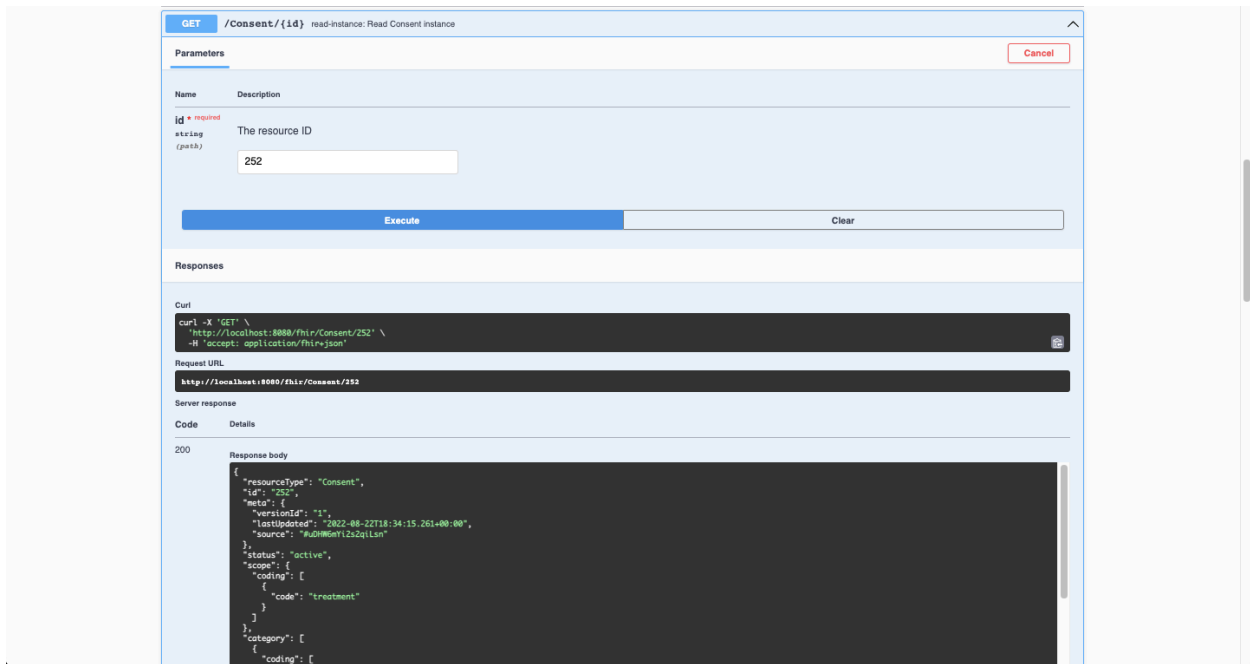 GET /Consent/{id} read-instance: Read Consent instance
Parameters
Cancel
Name Description
id * required
string
(path)
The resource ID
252
Execute Clear
Responses
Curl
curl -X 'GET' \
'http://localhost:8080/fhir/Consent/252' \
-H 'accept: application/fhir+json'
Request URL
http://localhost:8080/fhir/Consent/252
Server response
Code Details
200
Response body
{
"resourceType": "Consent",
"id": "252",
"meta": {
"versionId": "1",
"lastUpdated": "2022-08-22T18:34:15.261+00:00",
"source": "#uDHW6mYi2s2qiLsn"
},
"status": "active",
"scope": {
"coding": [
{
"code": "treatment"
}
]
},
"category": [
{
"coding": [